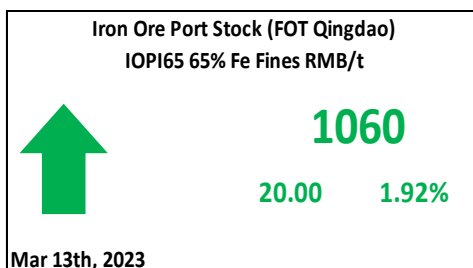 Iron Ore Port Stock (FOT Qingdao)
IOPI65 65% Fe Fines RMB/t
1060
20.00 1.92%
Mar 13th, 2023